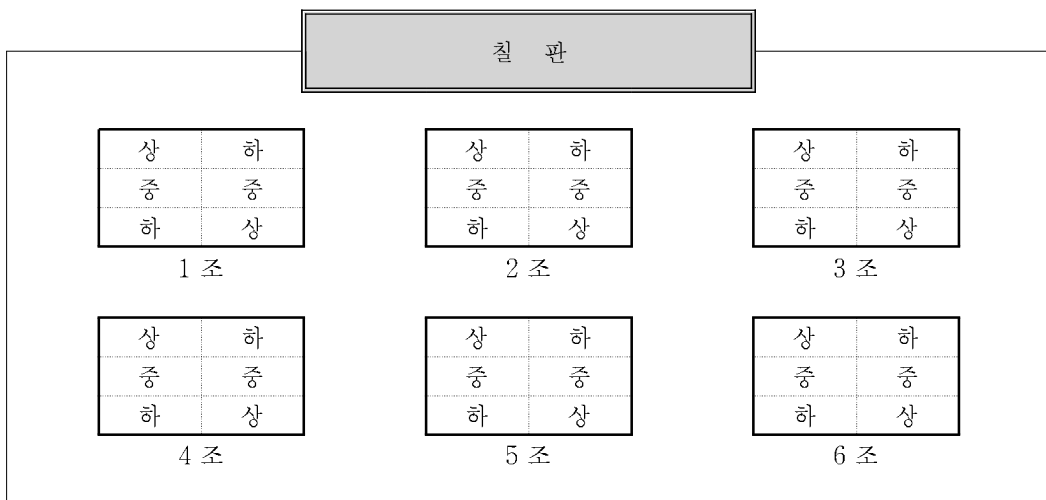 칠 판
상 하 상 하 상 하
중 중 중 중 중 중
하 상 하 상 하 상
1 조 2 조 3 조
상 하 상 하 상 하
중 중 중 중 중 중
하 상 하 상 하 상
4 조 5 조 6 조